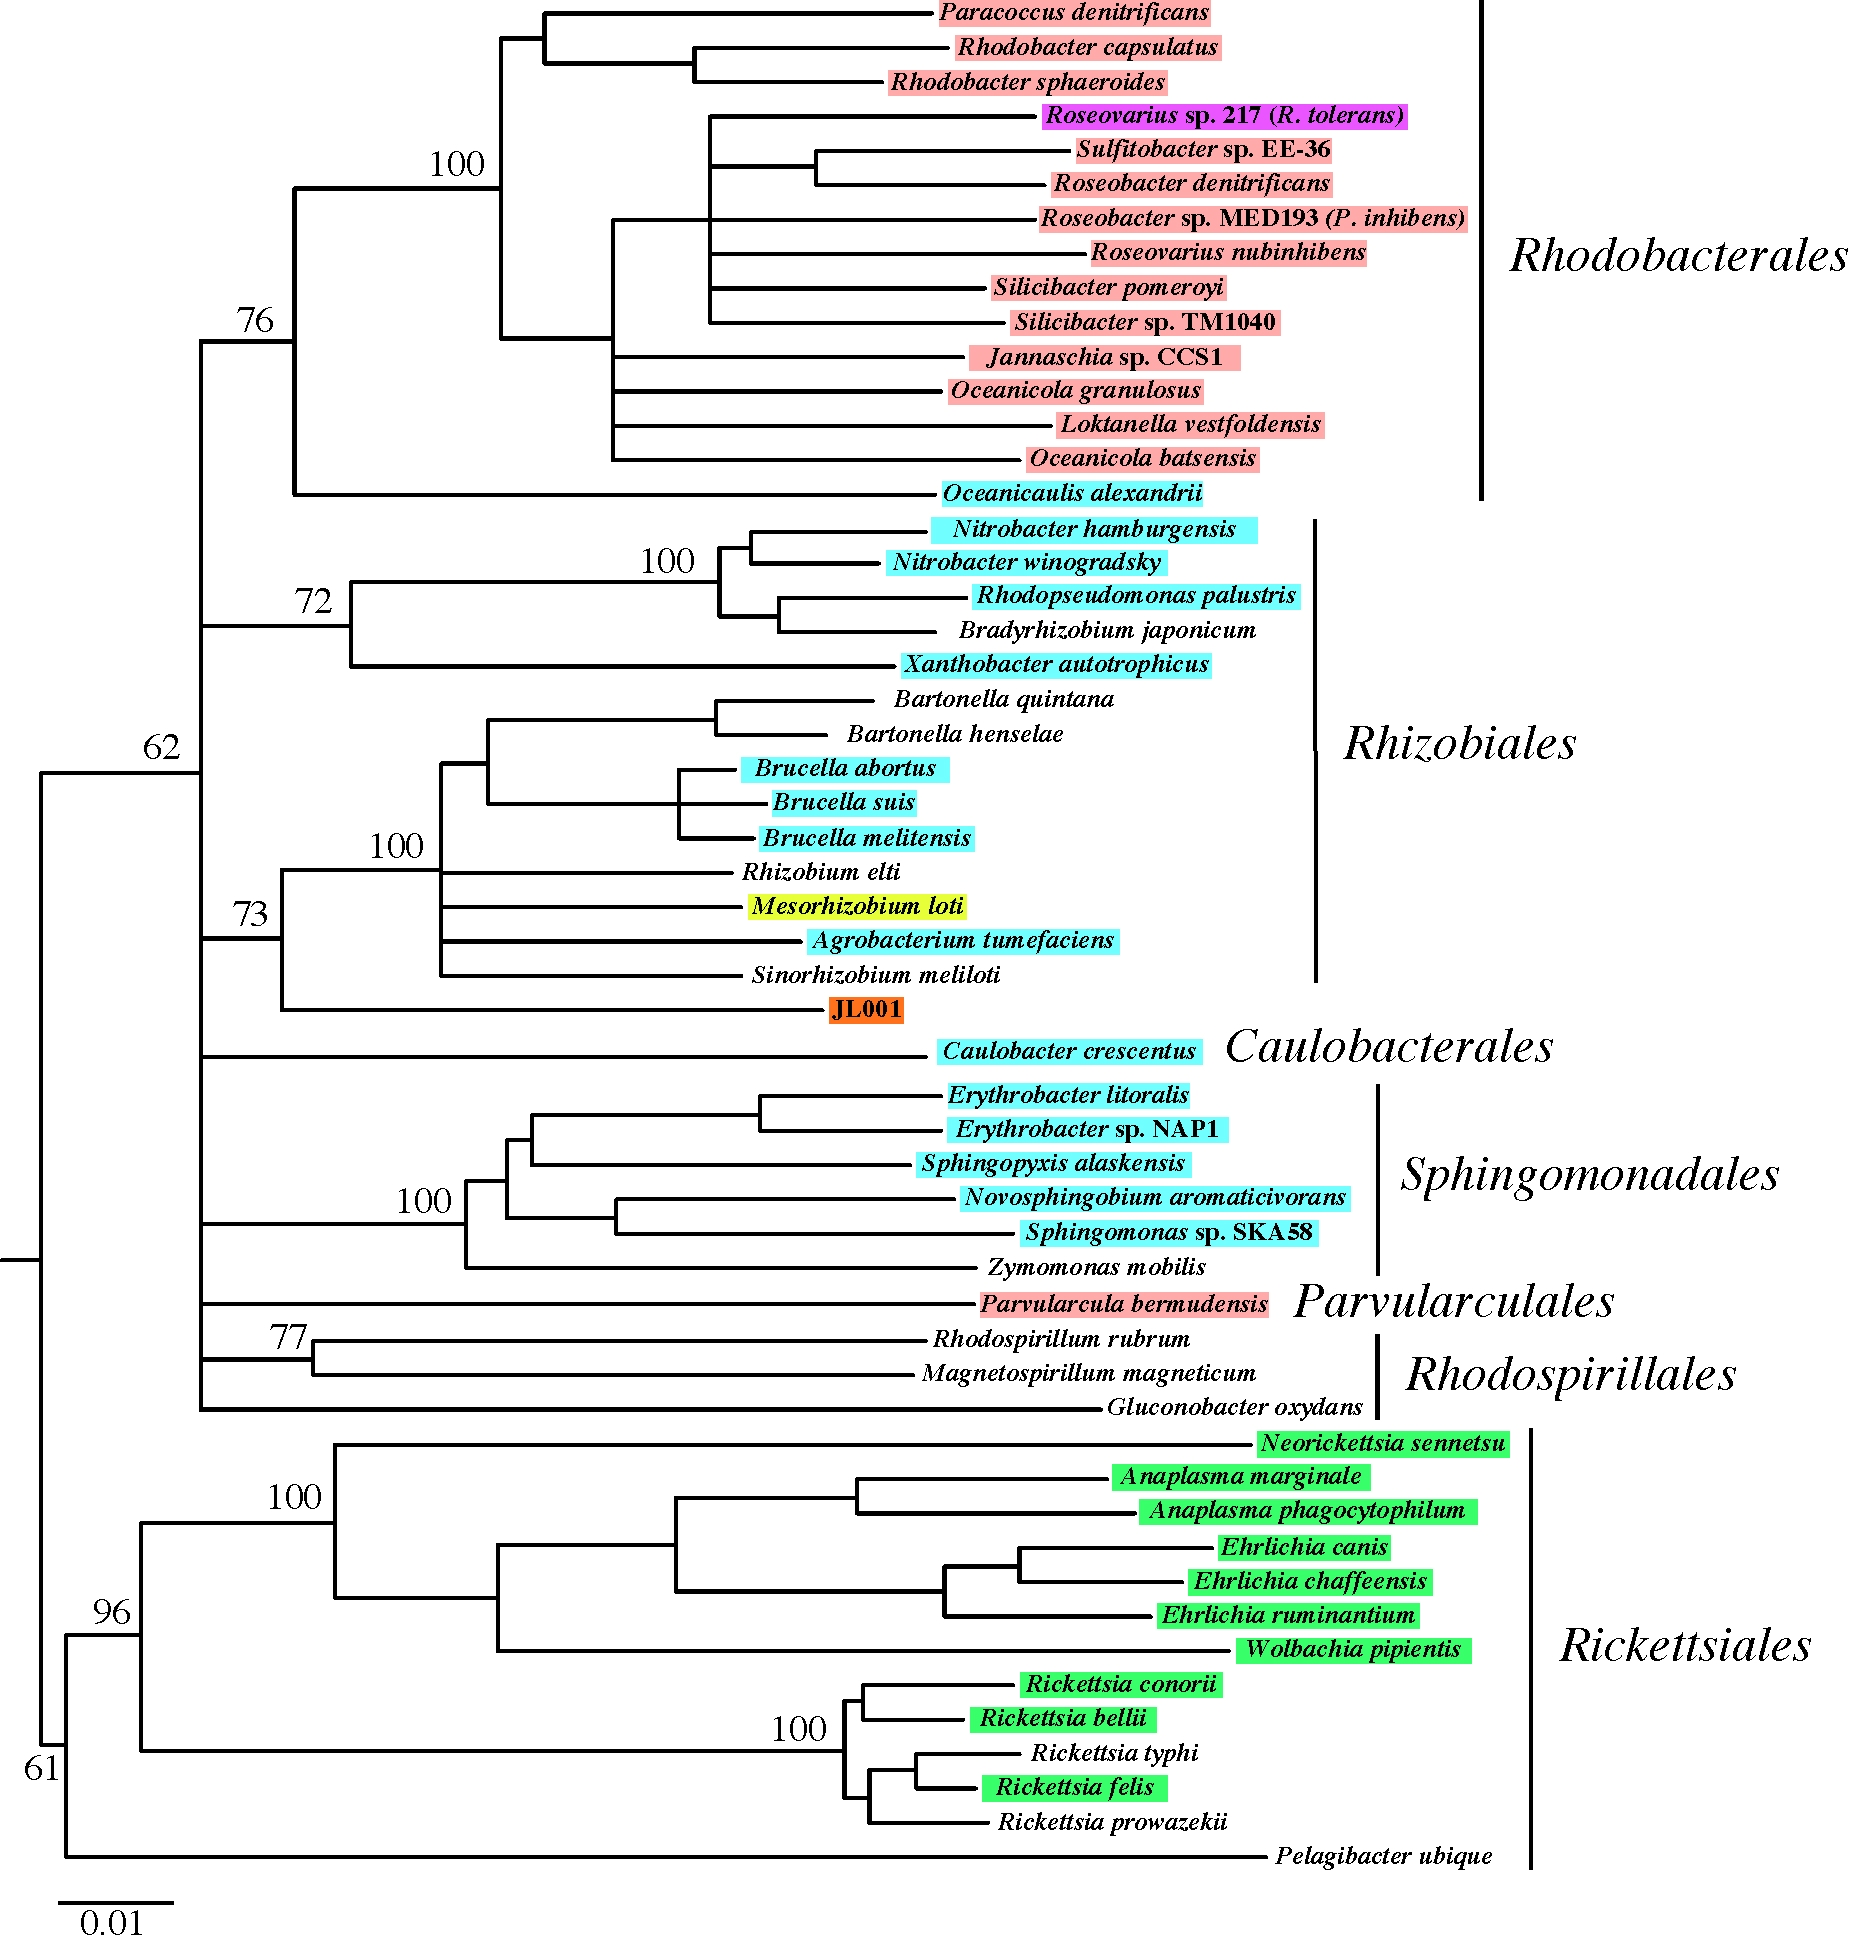 Paracoccus denitrificans
Rhodobacter capsulatus
Rhodobacter sphaeroides
Roseovarius sp. 217 (R. tolerans)
100
Sulfitobacter sp. EE-36
Roseobacter denitrificans
Roseobacter sp. MED193 (P. inhibens)
Rhodobacterales
Roseovarius nubinhibens
Silicibacter pomeroyi
76
Silicibacter sp. TM1040
Jannaschia sp. CCS1
Oceanicola granulosus
Loktanella vestfoldensis
Oceanicola batsensis
Oceanicaulis alexandrii
Nitrobacter hamburgensis
100
Nitrobacter winogradsky
72
Rhodopseudomonas palustris
Bradyrhizobium japonicum
Xanthobacter autotrophicus
Bartonella quintana
Bartonella henselae
62
Rhizobiales
Brucella abortus
Brucella suis
Brucella melitensis
100
Rhizobium elti
Mesorhizobium loti
73
Agrobacterium tumefaciens
Sinorhizobium meliloti
JL001
Caulobacter crescentus
Caulobacterales
Erythrobacter litoralis
Erythrobacter sp. NAP1
Sphingopyxis alaskensis
Sphingomonadales
100
Novosphingobium aromaticivorans
Sphingomonas sp. SKA58
Zymomonas mobilis
Parvularcula bermudensis
Parvularculales
77
Rhodospirillum rubrum
Magnetospirillum magneticum
Rhodospirillales
Gluconobacter oxydans
Neorickettsia sennetsu
Anaplasma marginale
100
Anaplasma phagocytophilum
Ehrlichia canis
Ehrlichia chaffeensis
96
Ehrlichia ruminantium
Wolbachia pipientis
Rickettsiales
Rickettsia conorii
Rickettsia bellii
100
Rickettsia typhi
61
Rickettsia felis
Rickettsia prowazekii
Pelagibacter ubique
0.01